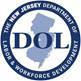 THE NEW JERSEY DEPARTMENT OF
DOL
LABOR & WORKFORCE DEVELOPMENT